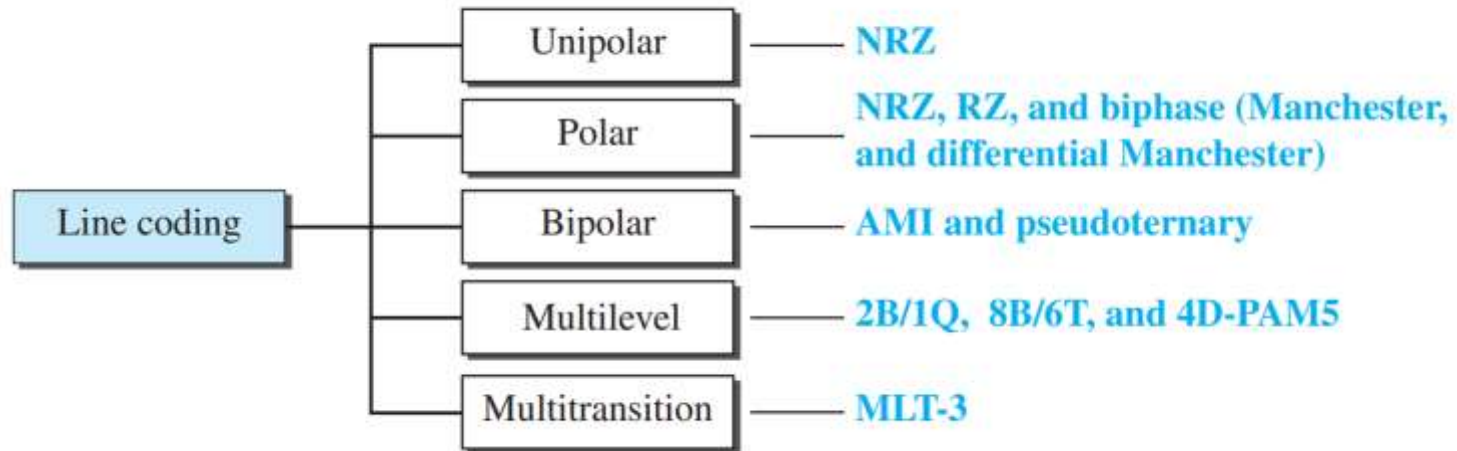 Line coding
Unipolar
NRZ
Polar
NRZ, RZ, and biphase (Manchester,
and differential Manchester)
Bipolar
AMI and pseudoternary
Multilevel
2B/1Q, 8B/6T, and 4D-PAM5
Multitransition
MLT-3